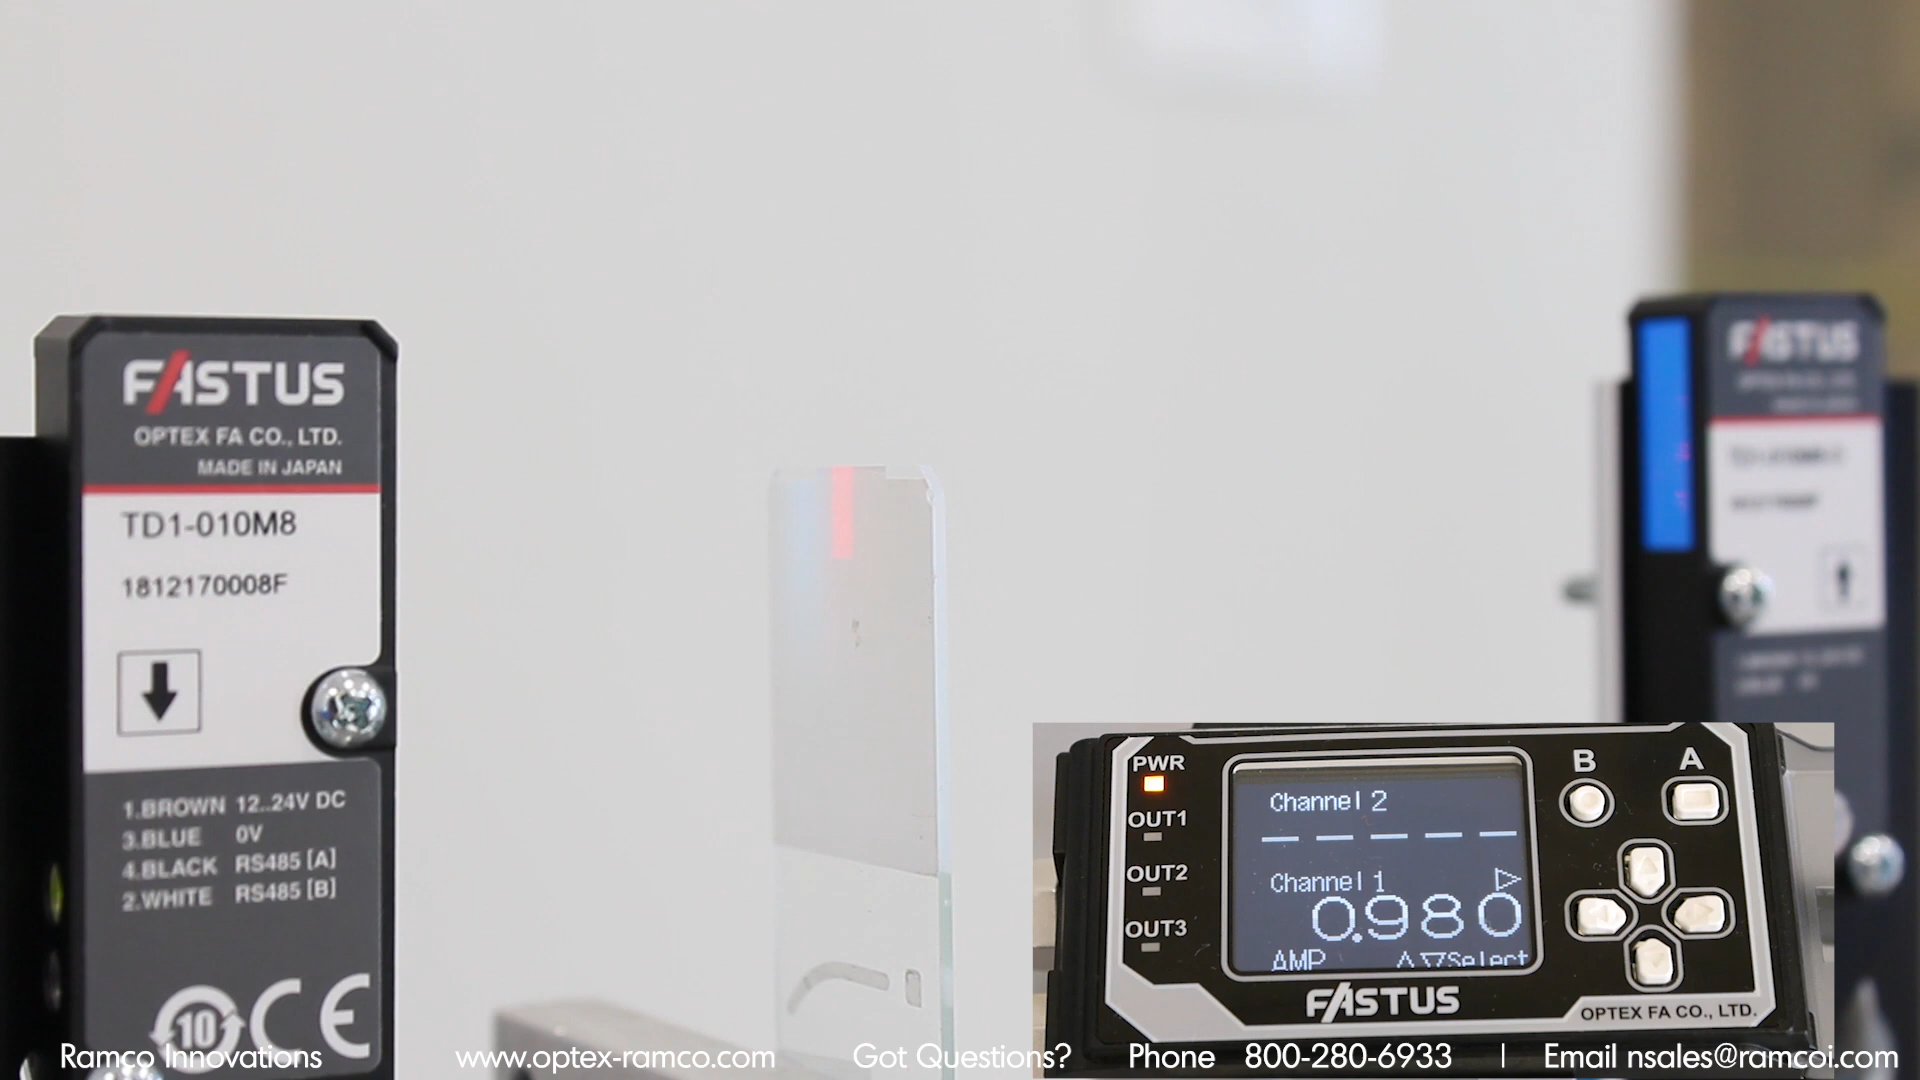 FASTUS
OPTEX FA CO., LTD.
MADE IN JAPAN
TD1-010M8
1812170008F
1.BROWN 12..24V DC
3.BLUE 0V
4.BLACK RS485 [A]
2.WHITE RS485 [B]
10
CE
FASTUS
PWR
OUT1
OUT2
OUT3
Channel 2
Channel 1
0.980
AMP △▽Select
B
A
FASTUS
OPTEX FA CO., LTD.
Ramco Innovations www.optex-ramco.com Got Questions? Phone 800-280-6933 | Email nsales@ramcoi.com